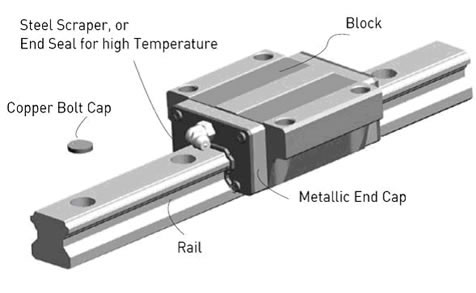 Steel Scraper, or
End Seal for high Temperature
Block
Copper Bolt Cap
Metallic End Cap
Rail